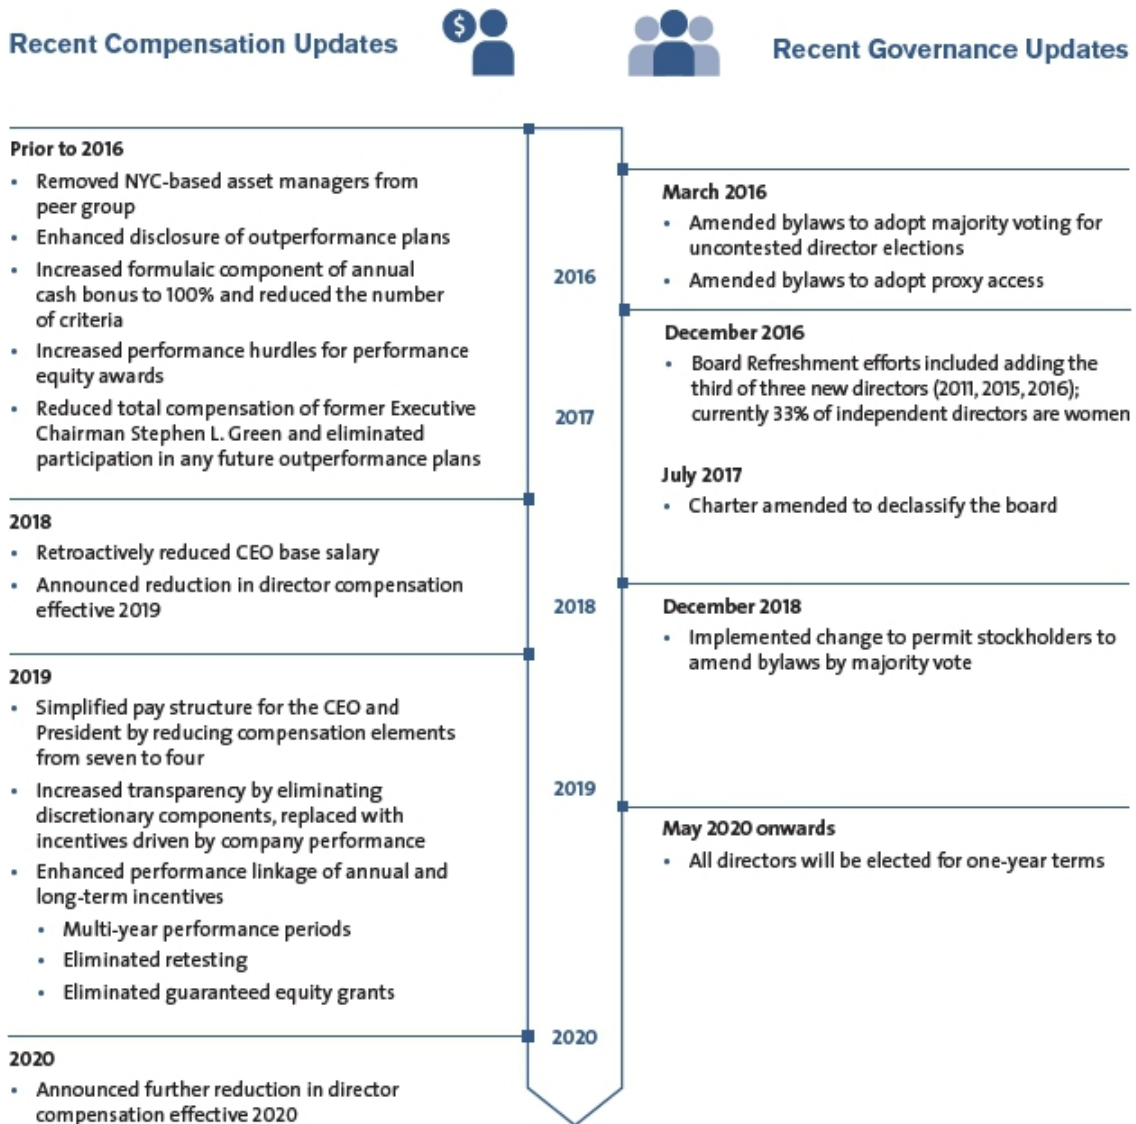 Recent Compensation Updates
$
Recent Governance Updates
Prior to 2016
• Removed NYC-based asset managers from
peer group
• Enhanced disclosure of outperformance plans
• Increased formulaic component of annual
cash bonus to 100% and reduced the number
of criteria
• Increased performance hurdles for performance
equity awards
• Reduced total compensation of former Executive
Chairman Stephen L. Green and eliminated
participation in any future outperformance plans
2018
• Retroactively reduced CEO base salary
• Announced reduction in director compensation
effective 2019
2019
• Simplified pay structure for the CEO and
President by reducing compensation elements
from seven to four
• Increased transparency by eliminating
discretionary components, replaced with
incentives driven by company performance
• Enhanced performance linkage of annual and
long-term incentives
• Multi-year performance periods
• Eliminated retesting
• Eliminated guaranteed equity grants
2020
• Announced further reduction in director
compensation effective 2020
2016
2017
2018
2019
2020
March 2016
• Amended bylaws to adopt majority voting for
uncontested director elections
• Amended bylaws to adopt proxy access
December 2016
• Board Refreshment efforts included adding the
third of three new directors (2011, 2015, 2016);
currently 33% of independent directors are women
July 2017
• Charter amended to declassify the board
December 2018
• Implemented change to permit stockholders to
amend bylaws by majority vote
May 2020 onwards
• All directors will be elected for one-year terms